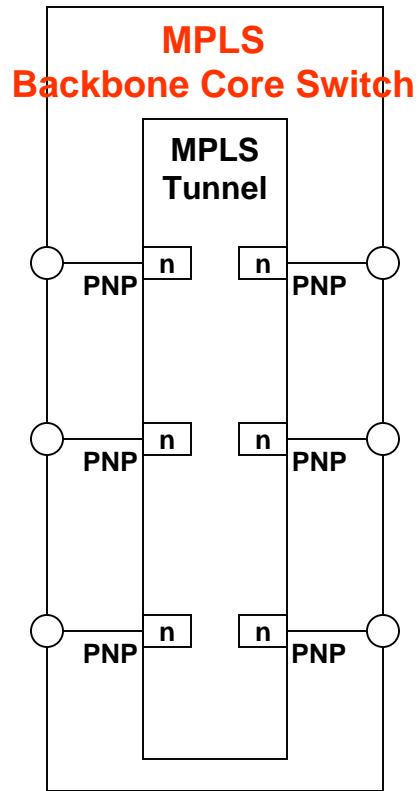 MPLS
Backbone Core Switch
MPLS
Tunnel
n n
PNP PNP
n n
PNP PNP
n n
PNP PNP